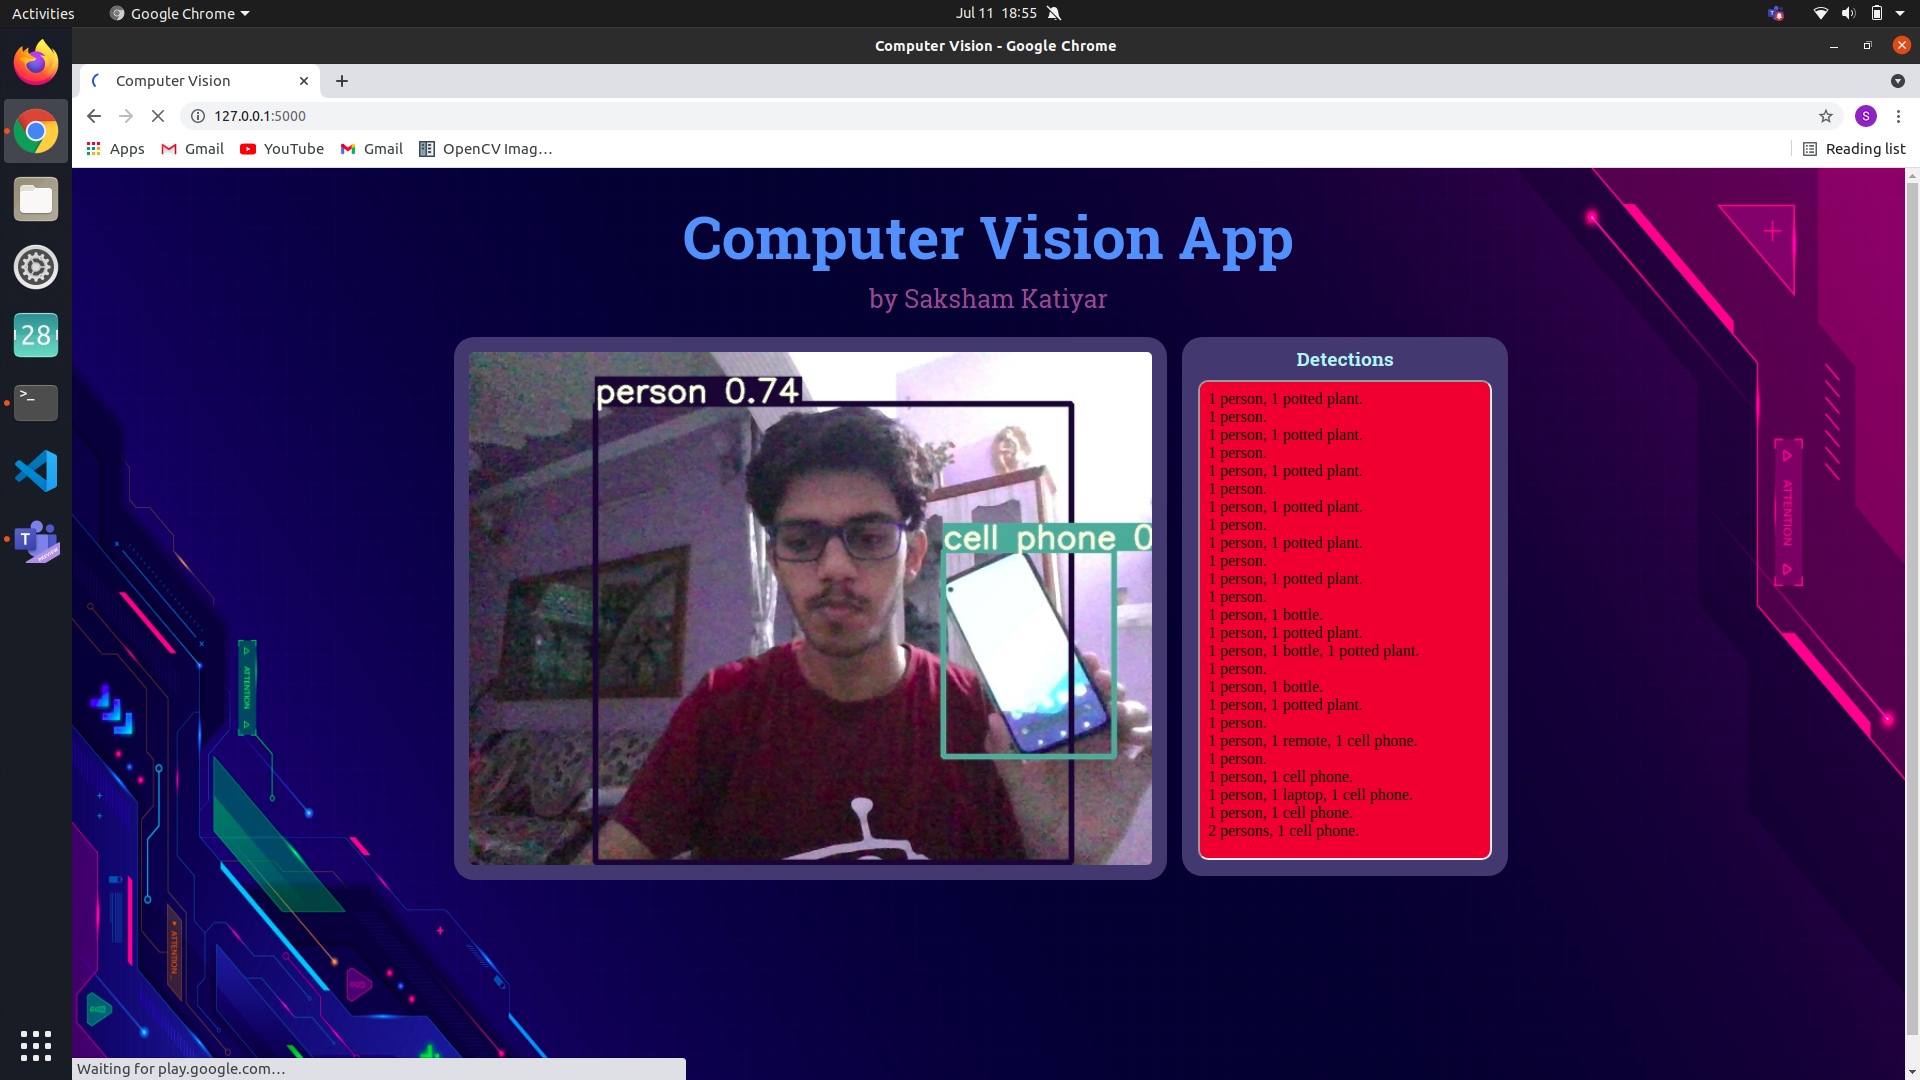 Activities
Google Chrome
Jul 11 18:55
Computer Vision - Google Chrome
Computer Vision
127.0.0.1:5000
S
Apps
Gmail
YouTube
Gmail
OpenCV Imag...
Reading list
28
>_
T
PREVIEW
Computer Vision App
by Saksham Katiyar
person 0.74
cell phone 0
Detections
1 person, 1 potted plant.
1 person.
1 person, 1 potted plant.
1 person.
1 person, 1 potted plant.
1 person.
1 person, 1 potted plant.
1 person.
1 person, 1 potted plant.
1 person.
1 person, 1 potted plant.
1 person.
1 person, 1 bottle.
1 person, 1 potted plant.
1 person, 1 bottle, 1 potted plant.
1 person.
1 person, 1 bottle.
1 person, 1 potted plant.
1 person.
1 person, 1 remote, 1 cell phone.
1 person.
1 person, 1 cell phone.
1 person, 1 laptop, 1 cell phone.
1 person, 1 cell phone.
2 persons, 1 cell phone.
ATTENTION
ATTENTION
ATTENTION
Waiting for play.google.com...